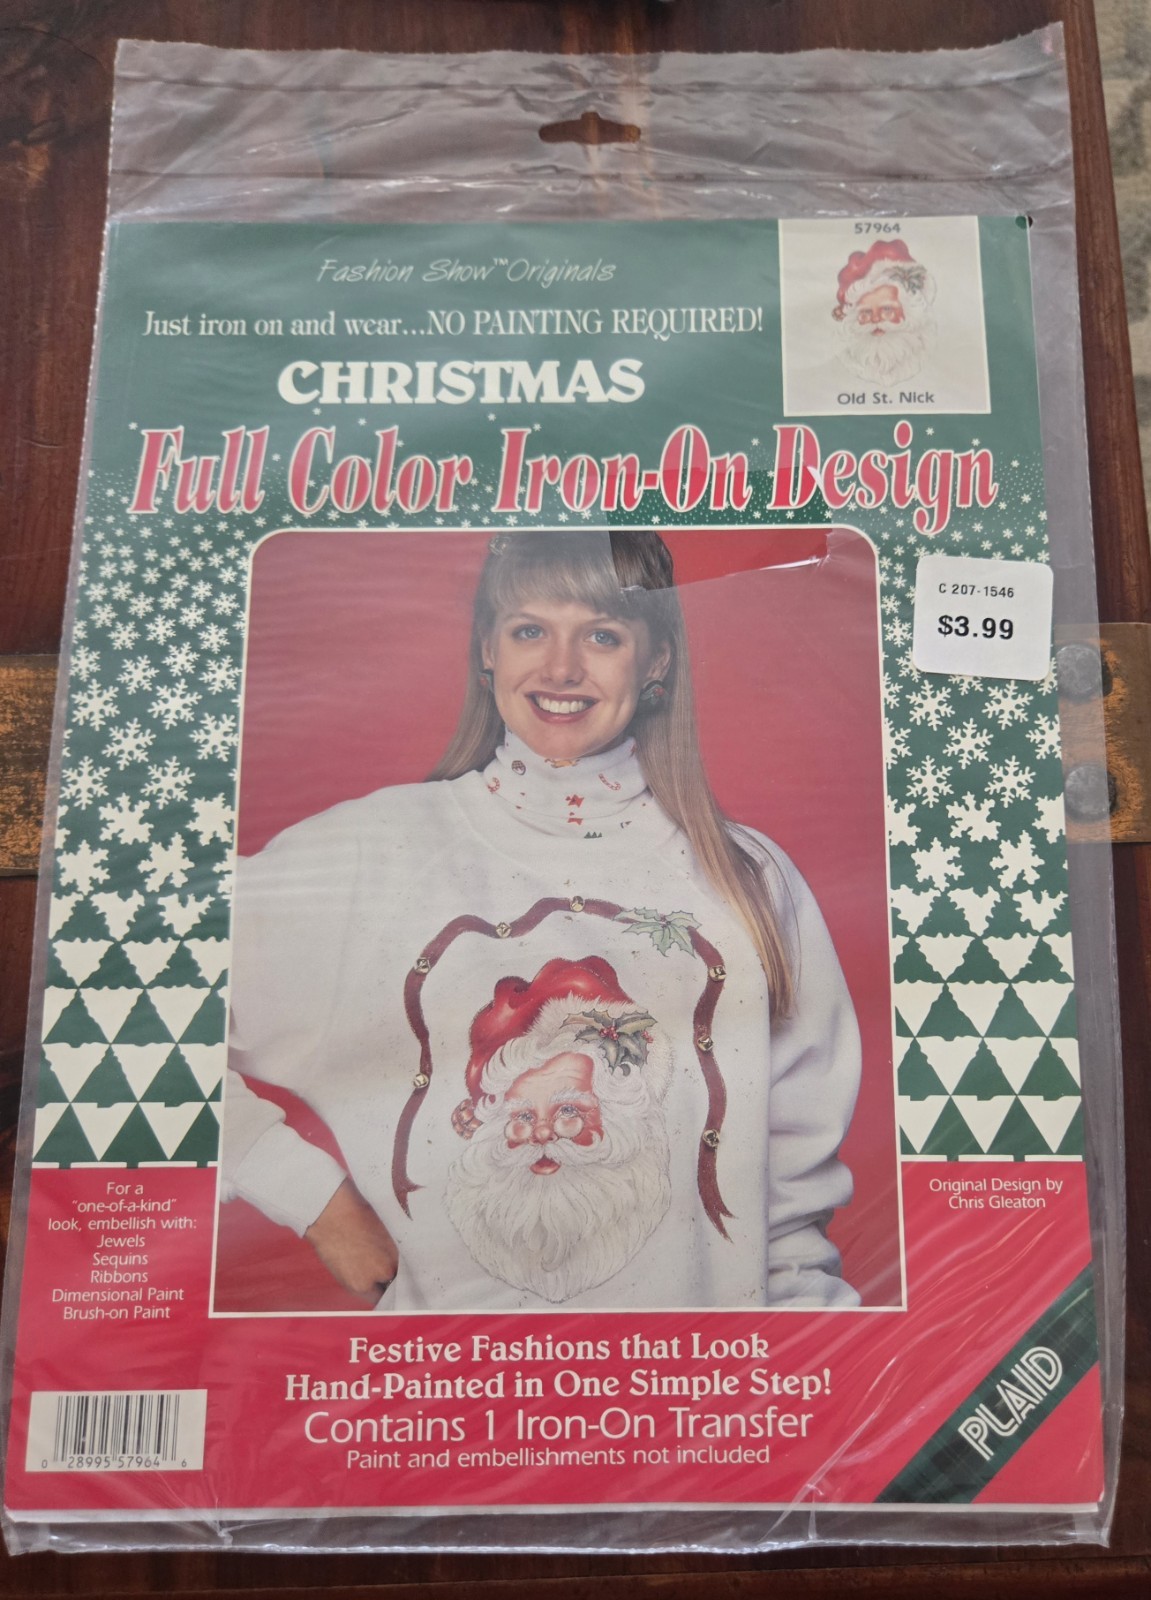 57964
Fashion Show™ Originals
Just iron on and wear...NO PAINTING REQUIRED!
CHRISTMAS
Old St. Nick
Full Color Iron-On Design
C 207-1546
$3.99
For a
"one-of-a-kind"
look, embellish with:
Jewels
Sequins
Ribbons
Dimensional Paint
Brush-on Paint
Original Design by
Chris Gleaton
Festive Fashions that Look
Hand-Painted in One Simple Step!
Contains 1 Iron-On Transfer
Paint and embellishments not included
PLAID
0 28995 57964 6